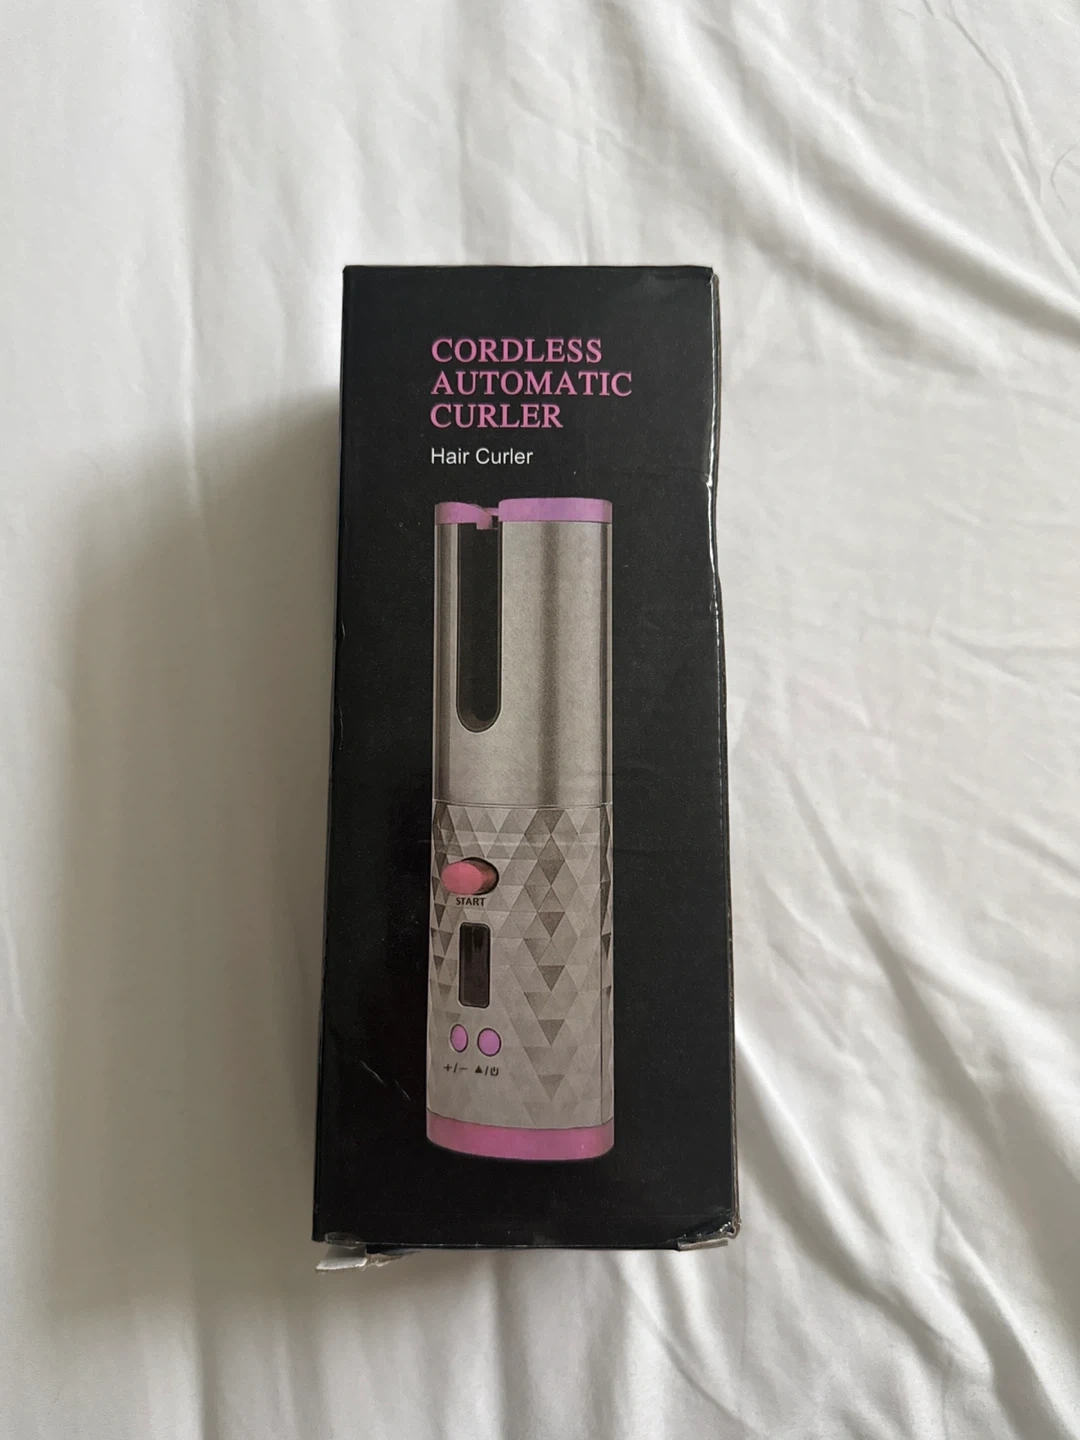 CORDLESS
AUTOMATIC
CURLER
Hair Curler
START
+/− ▲/⏻